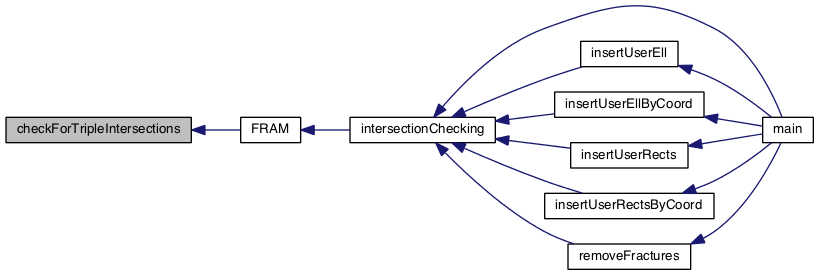 checkForTripleIntersections
FRAM
intersectionChecking
insertUserEll
insertUserEllByCoord
insertUserRects
insertUserRectsByCoord
removeFractures
main